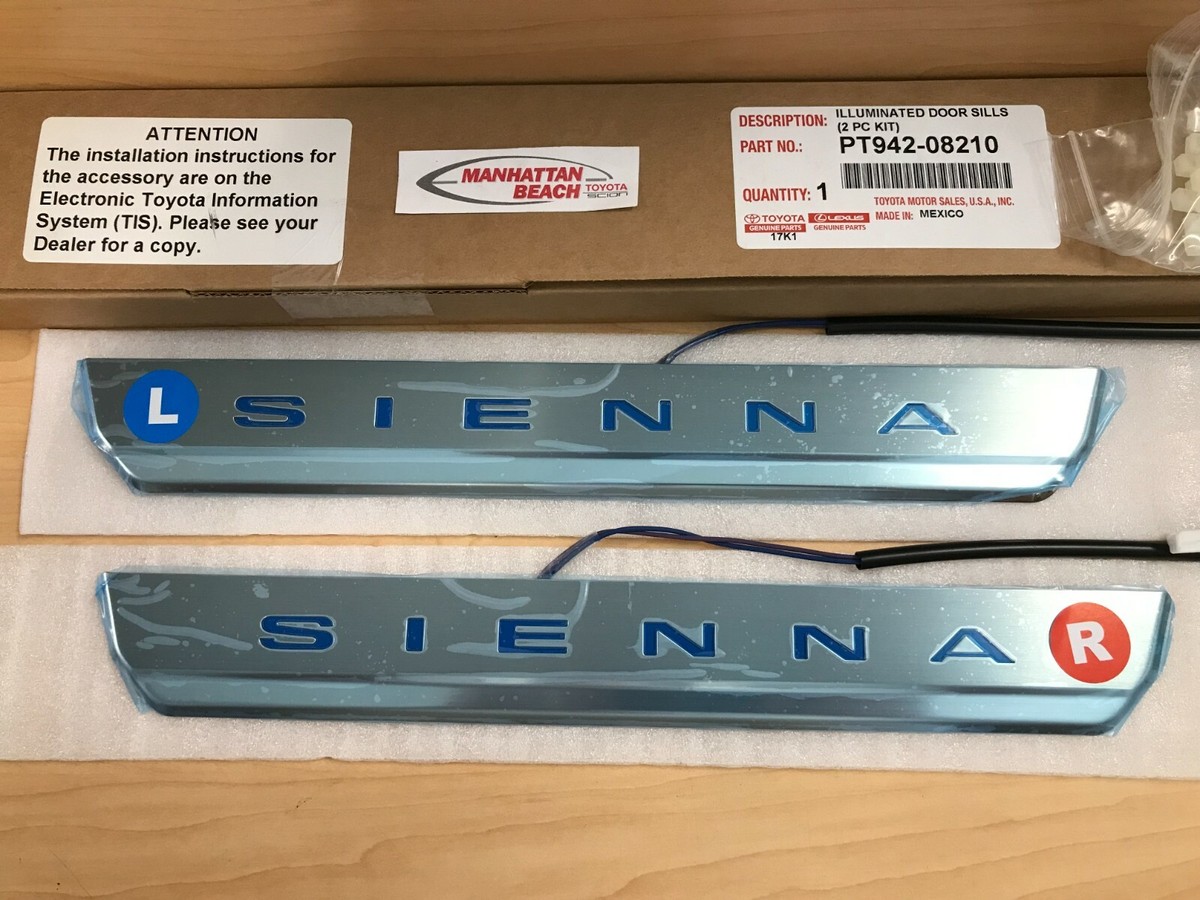 ATTENTION
The installation instructions for
the accessory are on the
Electronic Toyota Information
System (TIS). Please see your
Dealer for a copy.
MANHATTAN
BEACH TOYOTA
SCION
DESCRIPTION: ILLUMINATED DOOR SILLS
(2 PC KIT)
PART NO.: PT942-08210
QUANTITY: 1
TOYOTA MOTOR SALES, U.S.A., INC.
MADE IN: MEXICO
TOYOTA
GENUINE PARTS
LEXUS
GENUINE PARTS
17K1
L SIENNA
SIENNA R